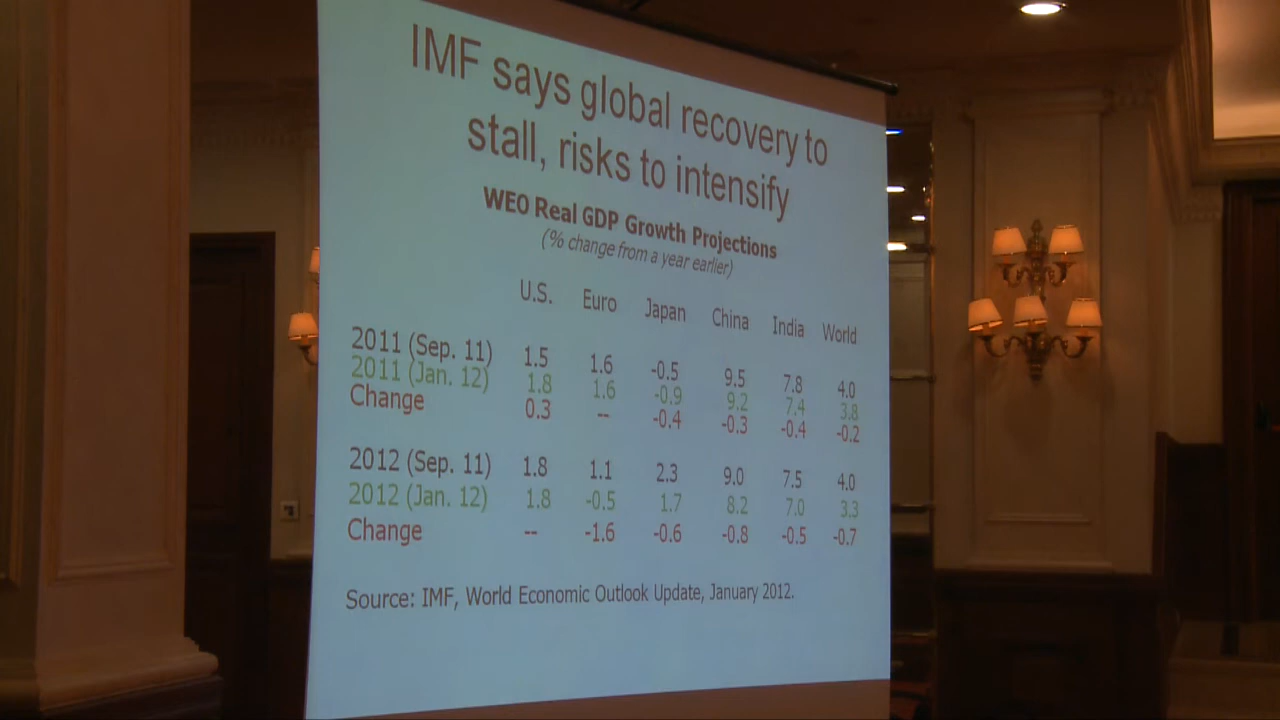 IMF says global recovery to
stall, risks to intensify
WEO Real GDP Growth Projections
(% change from a year earlier)
U.S. Euro Japan China India World
2011 (Sep. 11) 1.5 1.6 -0.5 9.5 7.8 4.0
2011 (Jan. 12) 1.8 1.6 -0.9 9.2 7.4 3.8
Change 0.3 -- -0.4 -0.3 -0.4 -0.2
2012 (Sep. 11) 1.8 1.1 2.3 9.0 7.5 4.0
2012 (Jan. 12) 1.8 -0.5 1.7 8.2 7.0 3.3
Change -- -1.6 -0.6 -0.8 -0.5 -0.7
Source: IMF, World Economic Outlook Update, January 2012.